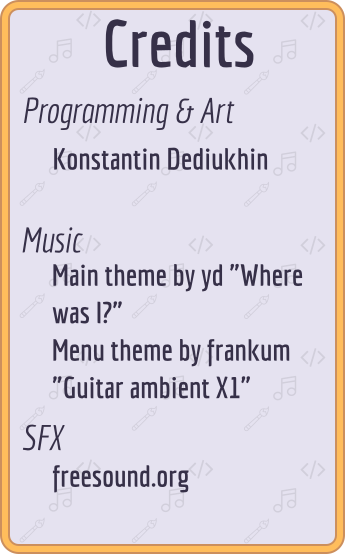 Credits
Programming & Art
Konstantin Dediukhin
Music
Main theme by yd "Where
was I?"
Menu theme by frankum
"Guitar ambient X1"
SFX
freesound.org